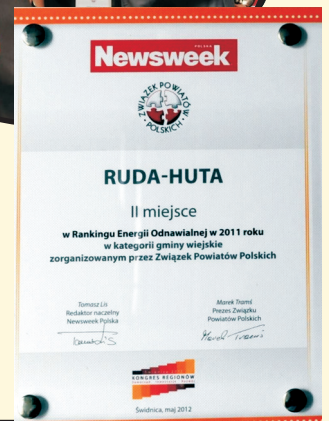 POLSKA
Newsweek
ZWIĄZEK POWIATÓW
POLSKICH
RUDA-HUTA
II miejsce
w Rankingu Energii Odnawialnej w 2011 roku
w kategorii gminy wiejskie
zorganizowanym przez Związek Powiatów Polskich
Tomasz Lis
Redaktor naczelny
Newsweek Polska
Marek Tramś
Prezes Związku
Powiatów Polskich
KONGRES REGIONÓW
Świdnica, maj 2012